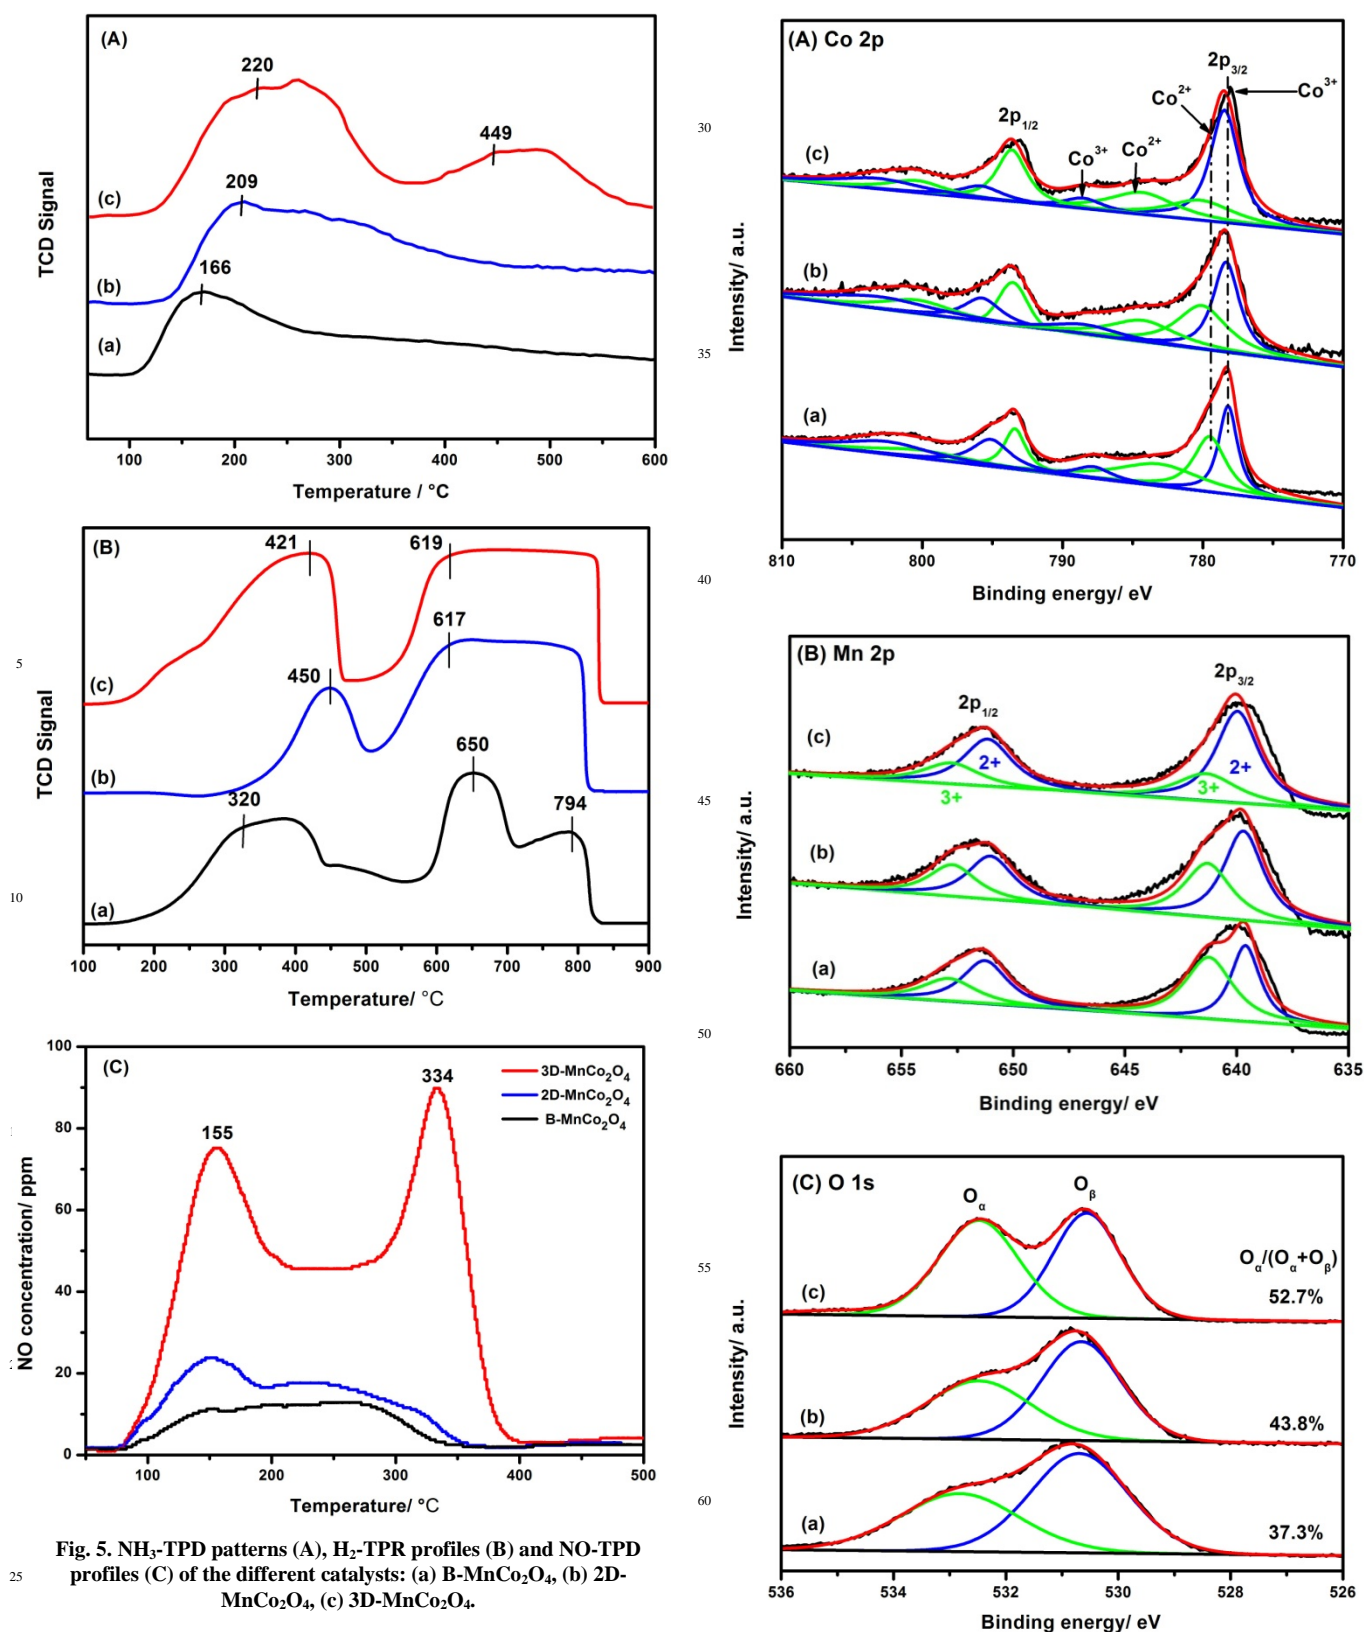 (A)
220
449
(c)
209
(b)
166
(a)
TCD Signal
100 200 300 400 500 600
Temperature / °C
(B)
421
619
617
(c)
450
650
(b)
320
794
(a)
TCD Signal
100 200 300 400 500 600 700 800 900
Temperature/ °C
5
10
(C)
334
3D-MnCo₂O₄
2D-MnCo₂O₄
B-MnCo₂O₄
155
NO concentration/ ppm
100
80
60
40
20
0
100 200 300 400 500
Temperature/ °C
Fig. 5. NH₃-TPD patterns (A), H₂-TPR profiles (B) and NO-TPD
profiles (C) of the different catalysts: (a) B-MnCo₂O₄, (b) 2D-
25
MnCo₂O₄, (c) 3D-MnCo₂O₄.
(A) Co 2p
2p₃/₂
Co²⁺
Co³⁺
2p₁/₂
Co³⁺
Co²⁺
(c)
(b)
(a)
Intensity/ a.u.
810 800 790 780 770
Binding energy/ eV
30
35
40
(B) Mn 2p
2p₃/₂
2p₁/₂
(c)
2+
2+
3+
3+
(b)
(a)
Intensity/ a.u.
660 655 650 645 640 635
Binding energy/ eV
45
50
(C) O 1s
Oα
Oβ
Oα/(Oα+Oβ)
(c)
52.7%
(b)
43.8%
(a)
37.3%
Intensity/ a.u.
536 534 532 530 528 526
Binding energy/ eV
55
60